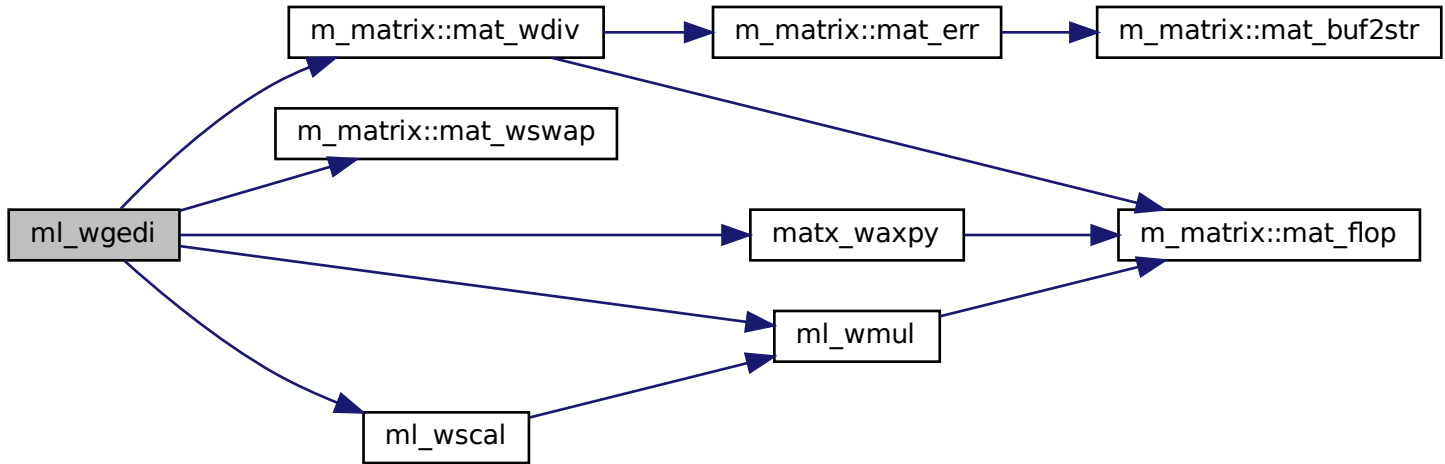 m_matrix::mat_wdiv
m_matrix::mat_err
m_matrix::mat_buf2str
m_matrix::mat_wswap
ml_wgedi
matx_waxpy
m_matrix::mat_flop
ml_wmul
ml_wscal